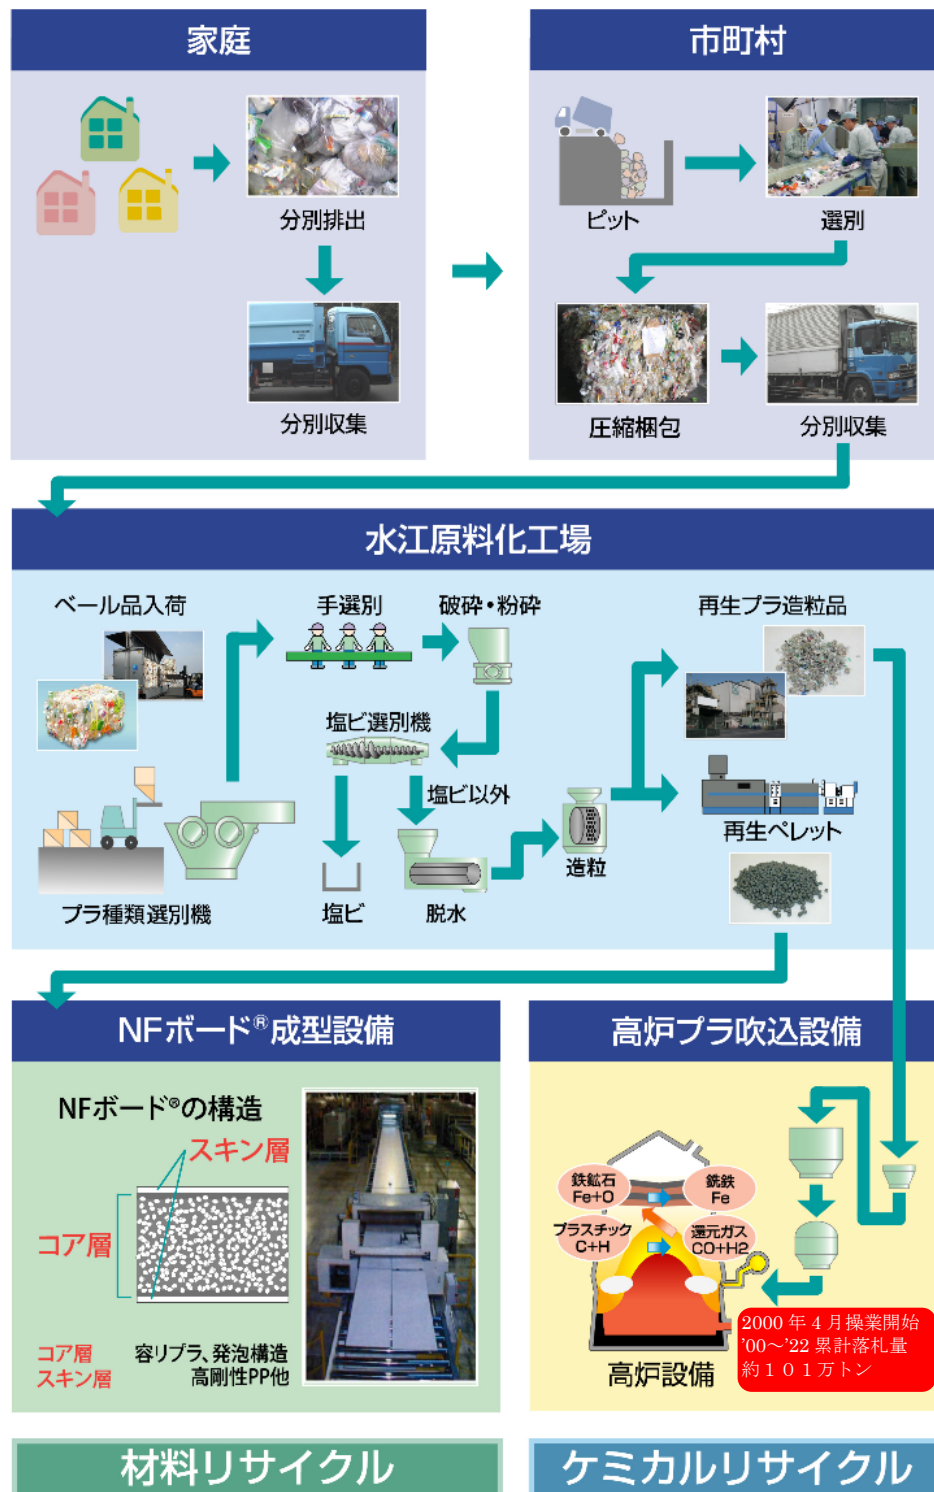 家庭
市町村
分別排出
ピット
選別
分別収集
圧縮梱包
分別収集
水江原料化工場
ベール品入荷
手選別
破砕・粉砕
再生プラ造粒品
塩ビ選別機
塩ビ以外
造粒
再生ペレット
プラ種類選別機
塩ビ
脱水
NFボード®成型設備
高炉プラ吹込設備
NFボード®の構造
スキン層
コア層
コア層 容リプラ、発泡構造
スキン層 高剛性PP他
鉄鉱石
Fe+O
銑鉄
Fe
プラスチック
C+H
還元ガス
CO+H2
高炉設備
2000年4月操業開始
'00～'22累計落札量
約101万トン
材料リサイクル
ケミカルリサイクル